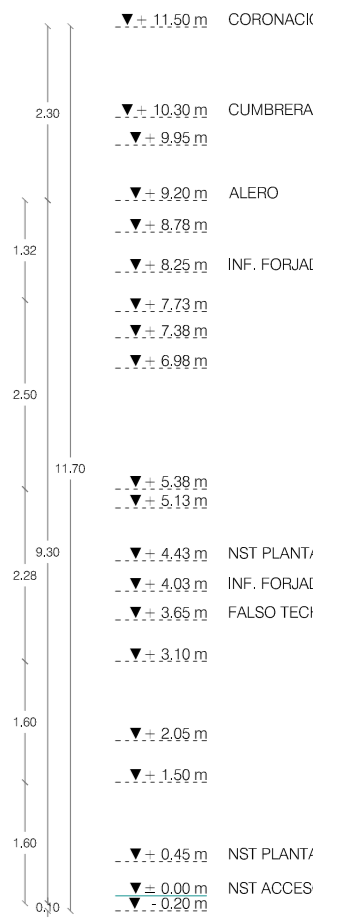 + 11.50 m CORONACIÓ
2.30
+ 10.30 m CUMBRERA
+ 9.95 m
+ 9.20 m ALERO
+ 8.78 m
1.32
+ 8.25 m INF. FORJAD
+ 7.73 m
+ 7.38 m
+ 6.98 m
2.50
11.70
+ 5.38 m
+ 5.13 m
9.30
+ 4.43 m NST PLANTA
2.28
+ 4.03 m INF. FORJAD
+ 3.65 m FALSO TECH
+ 3.10 m
1.60
+ 2.05 m
+ 1.50 m
1.60
+ 0.45 m NST PLANTA
± 0.00 m NST ACCESO
0.10
- 0.20 m